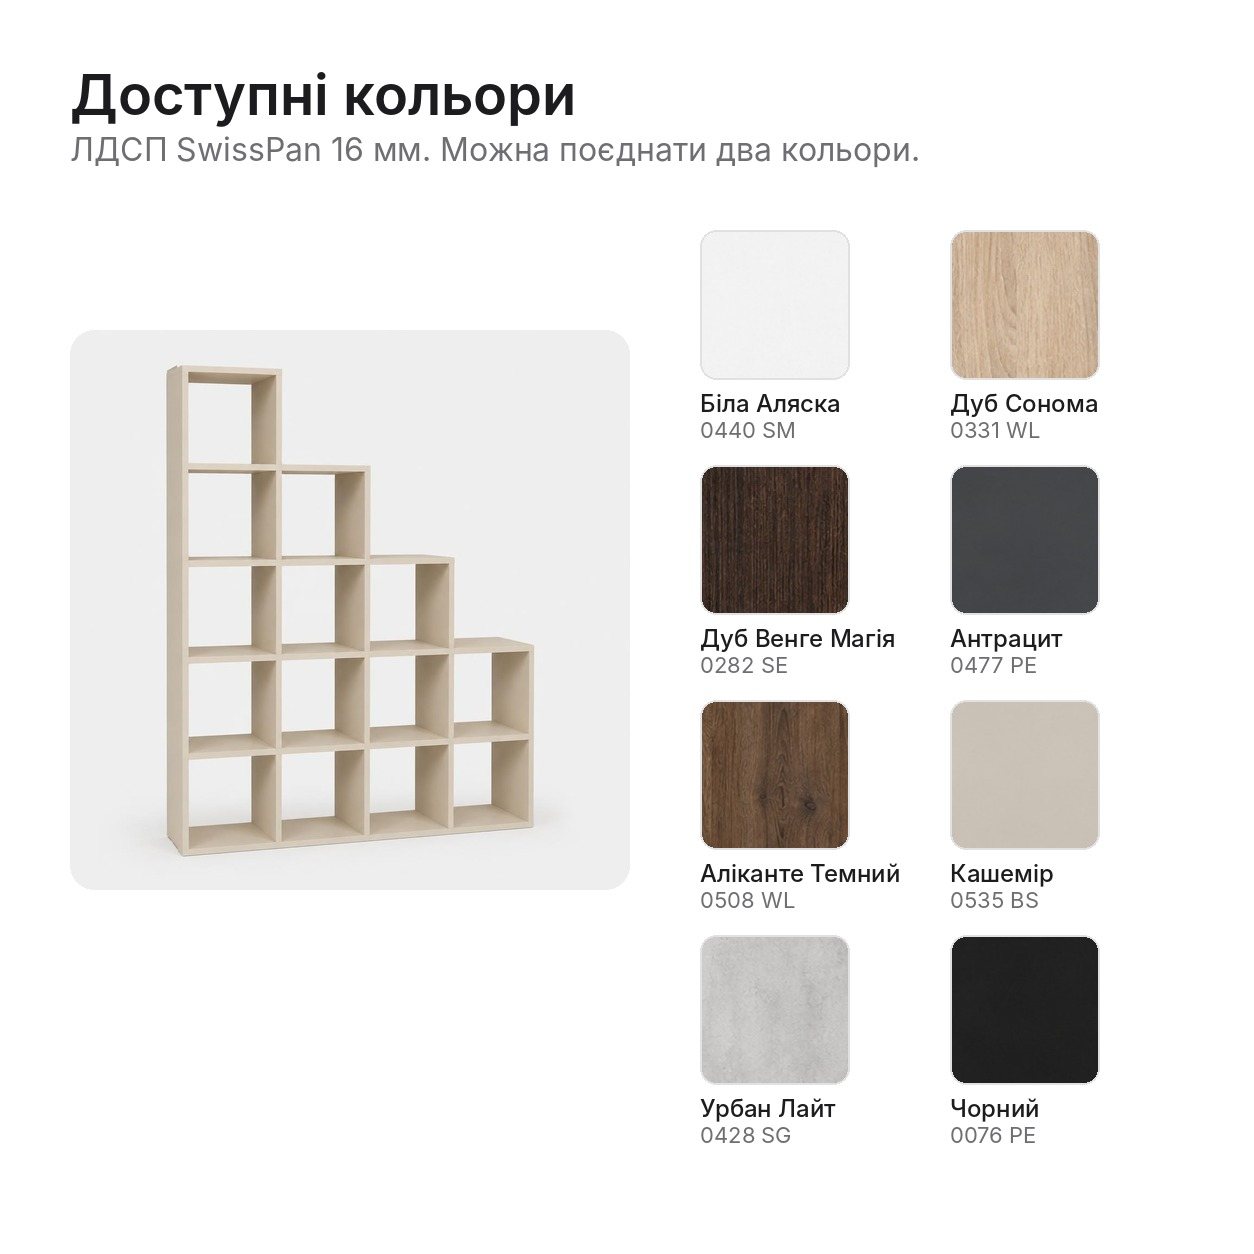 Доступні кольори
ЛДСП SwissPan 16 мм. Можна поєднати два кольори.
Біла Аляска
0440 SM
Дуб Сонома
0331 WL
Дуб Венге Магія
0282 SE
Антрацит
0477 PE
Аліканте Темний
0508 WL
Кашемір
0535 BS
Урбан Лайт
0428 SG
Чорний
0076 PE